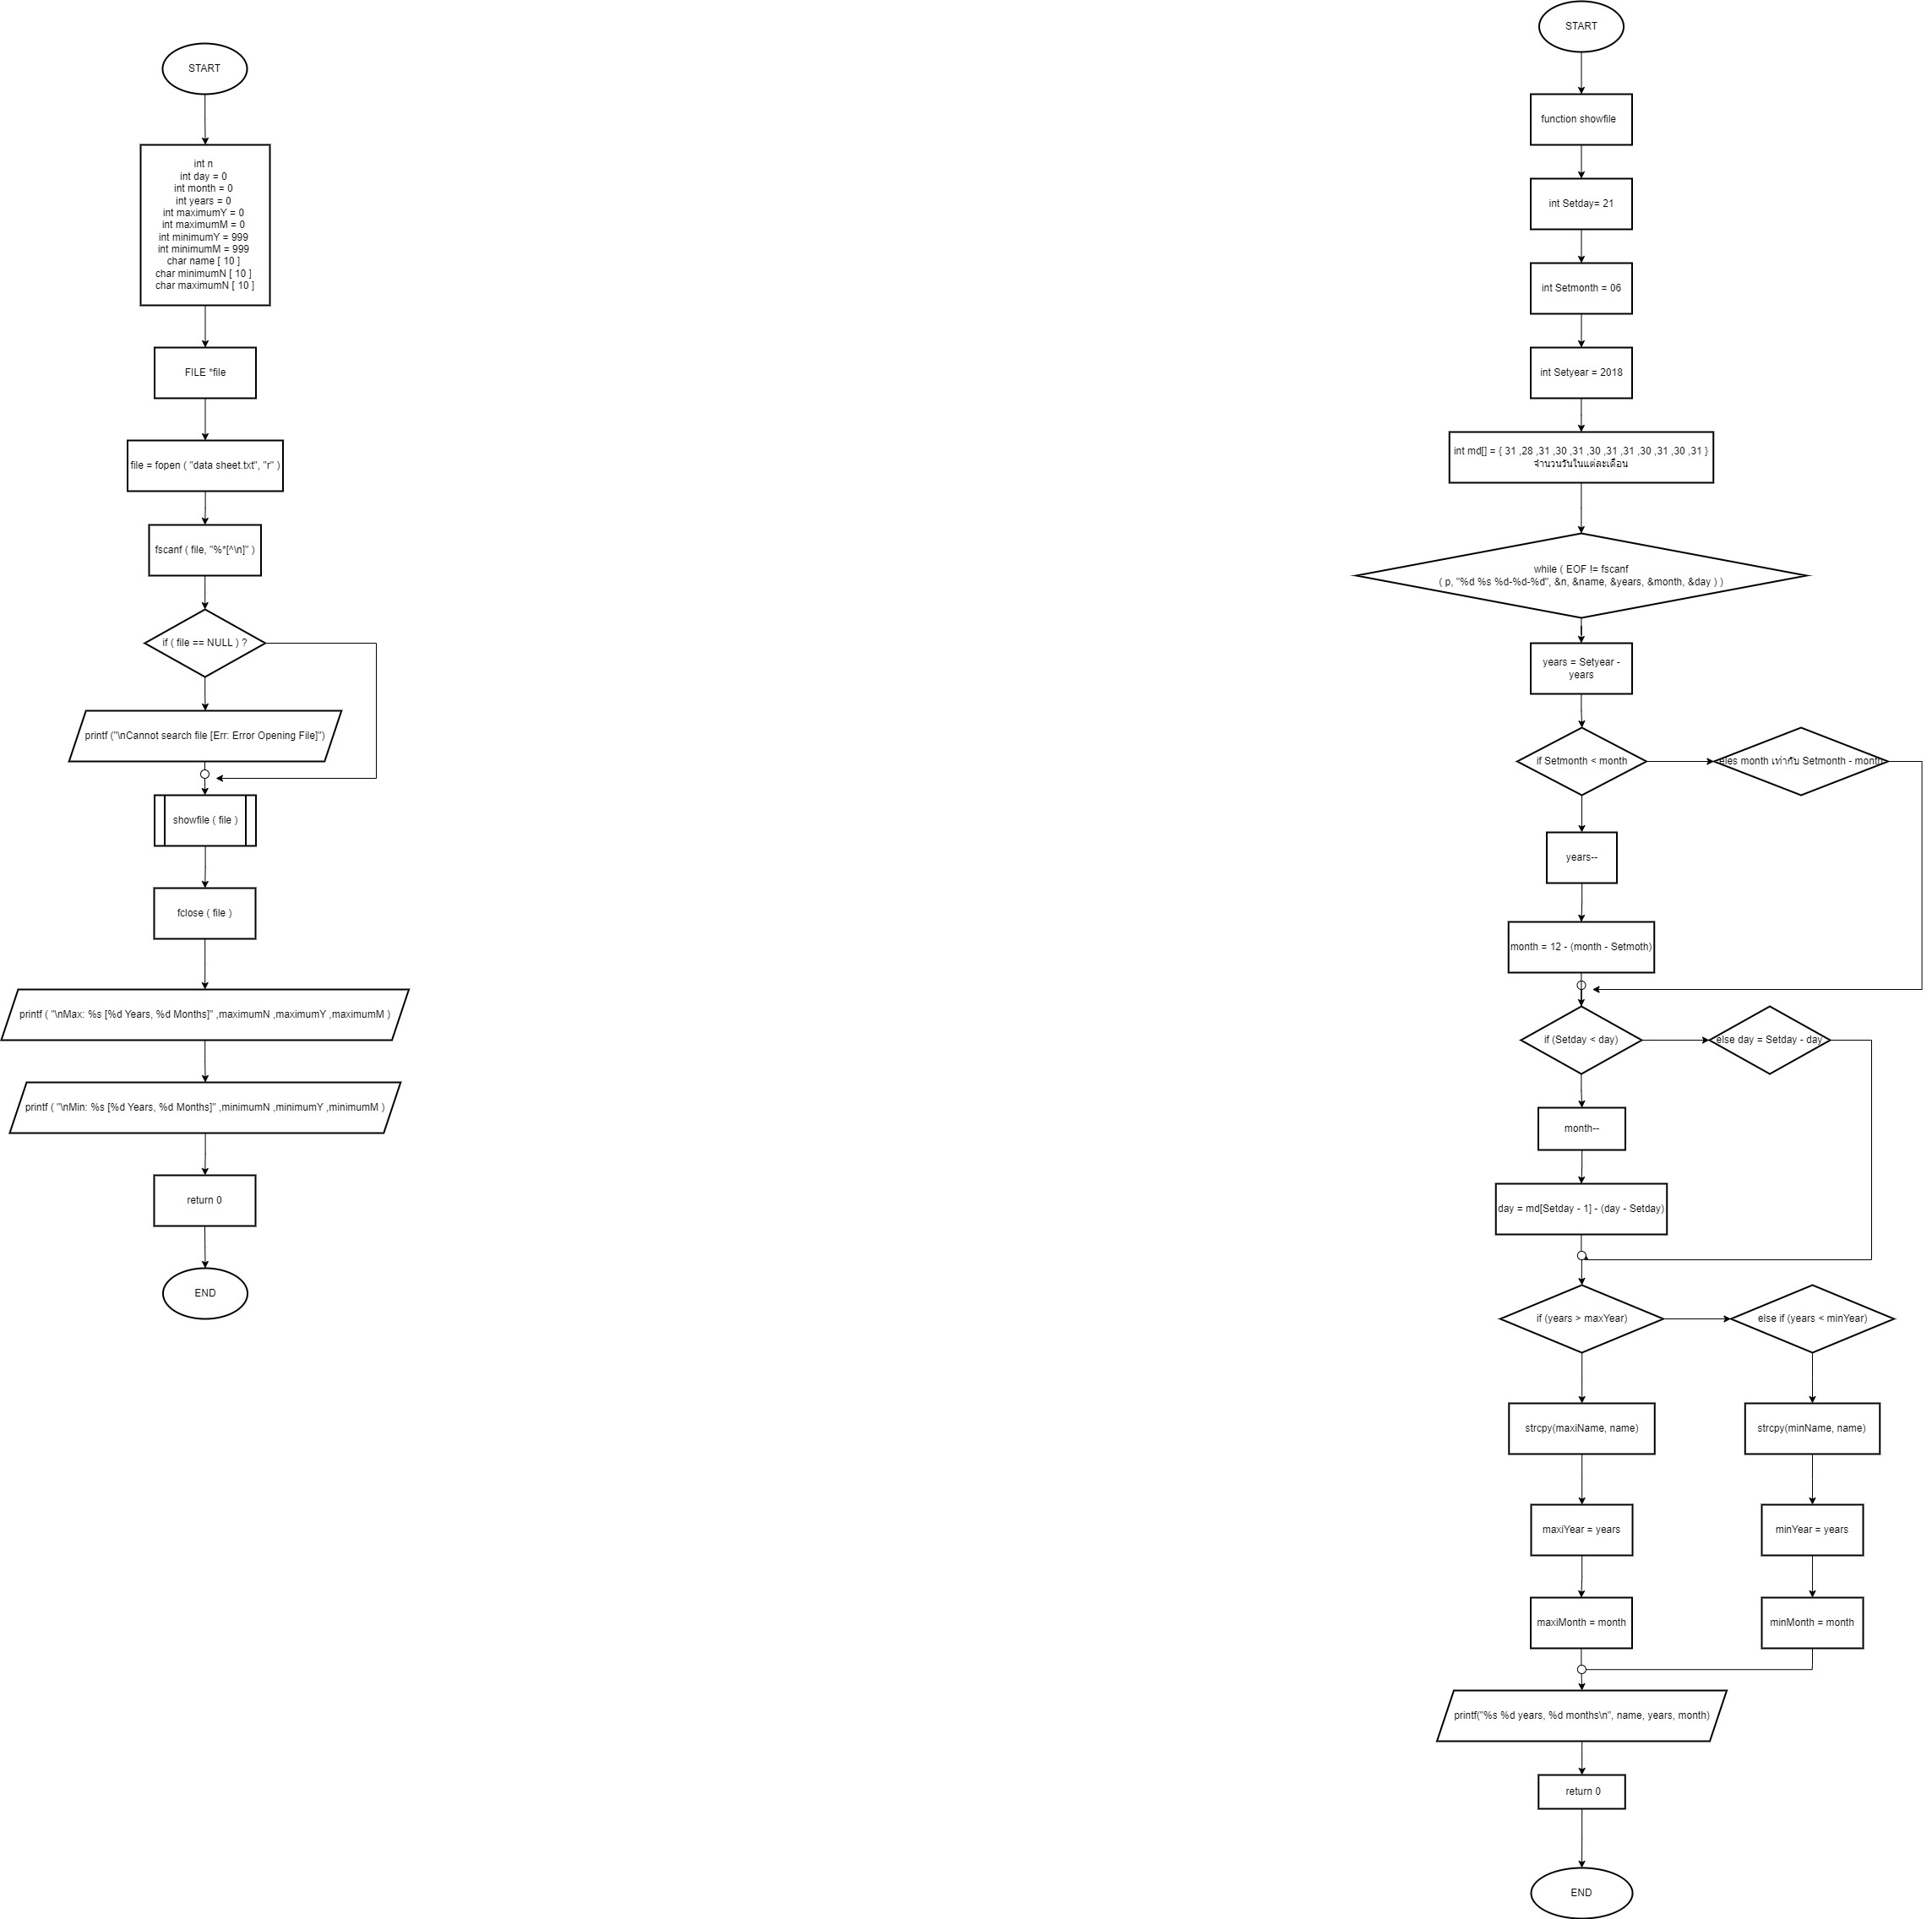 START
int n
int day = 0
int month = 0
int years = 0
int maximumY = 0
int maximumM = 0
int minimumY = 999
int minimumM = 999
char name [ 10 ]
char minimumN [ 10 ]
char maximumN [ 10 ]
FILE *file
file = fopen ( "data sheet.txt", "r" )
fscanf ( file, "%*[^\n]" )
if ( file == NULL ) ?
printf ("\nCannot search file [Err: Error Opening File]")
showfile ( file )
fclose ( file )
printf ( "\nMax: %s [%d Years, %d Months]" ,maximumN ,maximumY ,maximumM )
printf ( "\nMin: %s [%d Years, %d Months]" ,minimumN ,minimumY ,minimumM )
return 0
END
START
function showfile
int Setday= 21
int Setmonth = 06
int Setyear = 2018
int md[] = { 31 ,28 ,31 ,30 ,31 ,30 ,31 ,31 ,30 ,31 ,30 ,31 }
จำนวนวันในแต่ละเดือน
while ( EOF != fscanf
( p, "%d %s %d-%d-%d", &n, &name, &years, &month, &day ) )
years = Setyear -
years
if Setmonth < month
eles month เท่ากับ Setmonth - month
years--
month = 12 - (month - Setmoth)
if (Setday < day)
else day = Setday - day
month--
day = md[Setday - 1] - (day - Setday)
if (years > maxYear)
else if (years < minYear)
strcpy(maxiName, name)
strcpy(minName, name)
maxiYear = years
minYear = years
maxiMonth = month
minMonth = month
printf("%s %d years, %d months\n", name, years, month)
return 0
END